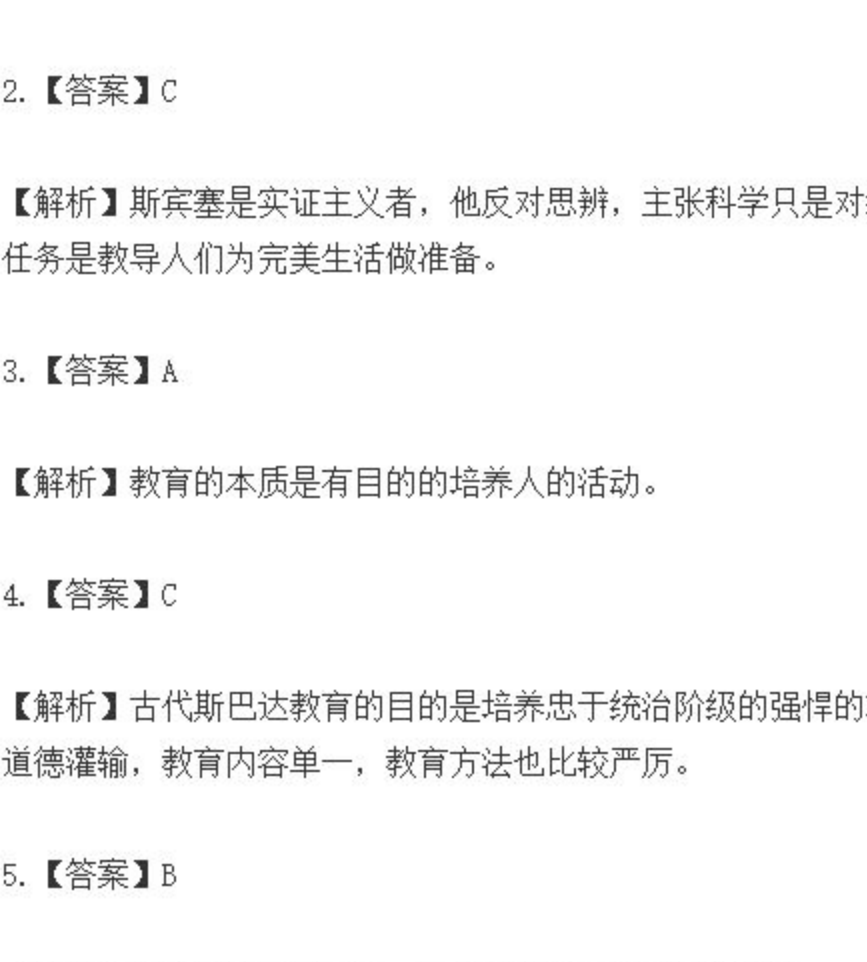 2.【答案】C
【解析】斯宾塞是实证主义者，他反对思辨，主张科学只是对
任务是教导人们为完美生活做准备。
3.【答案】A
【解析】教育的本质是有目的的培养人的活动。
4.【答案】C
【解析】古代斯巴达教育的目的是培养忠于统治阶级的强悍的
道德灌输，教育内容单一，教育方法也比较严厉。
5.【答案】B